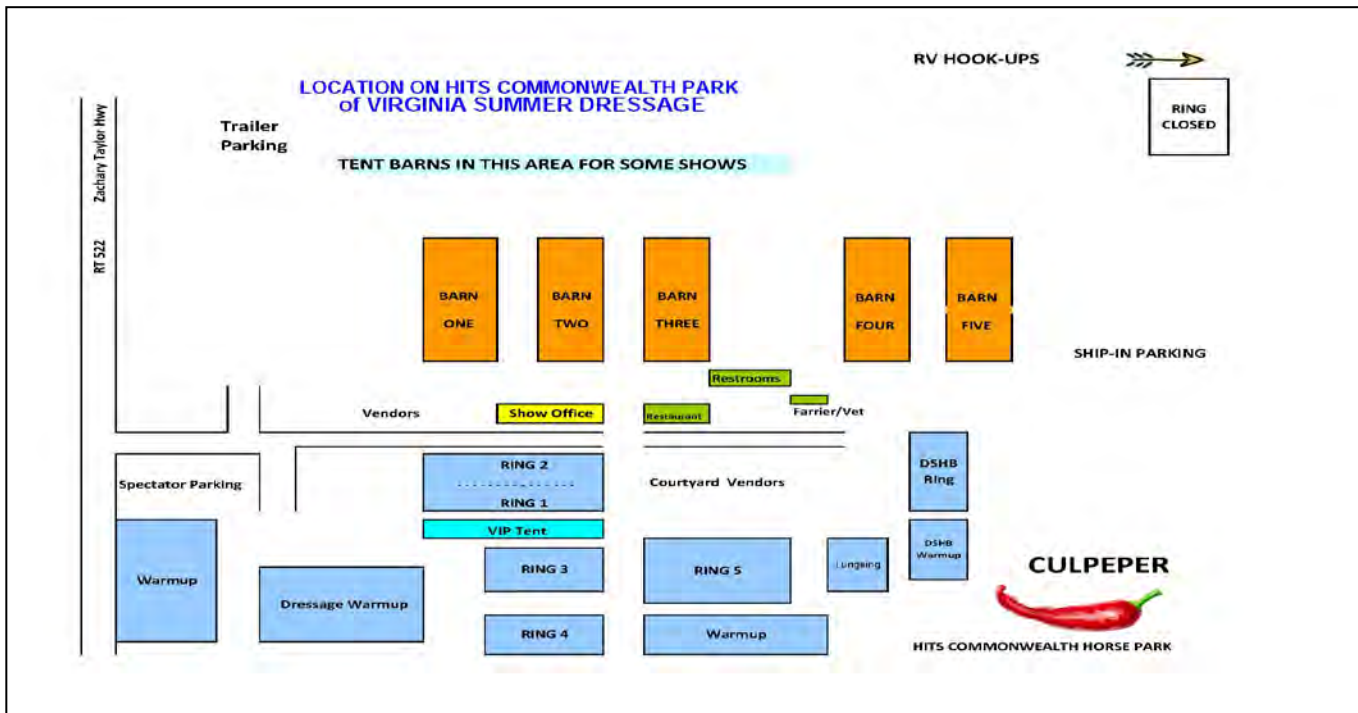 RV HOOK-UPS
LOCATION ON HITS COMMONWEALTH PARK
of VIRGINIA SUMMER DRESSAGE
RING
CLOSED
Trailer
Parking
TENT BARNS IN THIS AREA FOR SOME SHOWS
RT 522 Zachary Taylor Hwy
BARN
ONE
BARN
TWO
BARN
THREE
BARN
FOUR
BARN
FIVE
SHIP-IN PARKING
Restrooms
Vendors
Show Office
Restaurant
Farrier/Vet
RING 2
RING 1
Spectator Parking
Courtyard Vendors
DSHB
Ring
VIP Tent
Warmup
Dressage Warmup
RING 3
RING 5
Lunging
DSHB
Warmup
CULPEPER
RING 4
Warmup
HITS COMMONWEALTH HORSE PARK